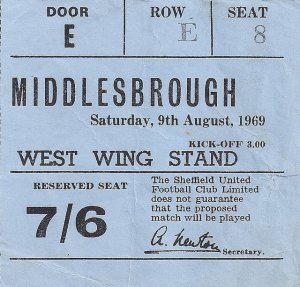 DOOR ROW SEAT
E E 8
MIDDLESBROUGH
Saturday, 9th August, 1969
KICK-OFF 3.00
WEST WING STAND
RESERVED SEAT
7/6
The Sheffield United
Football Club Limited
does not guarantee
that the proposed
match will be played
A. Newton
Secretary.